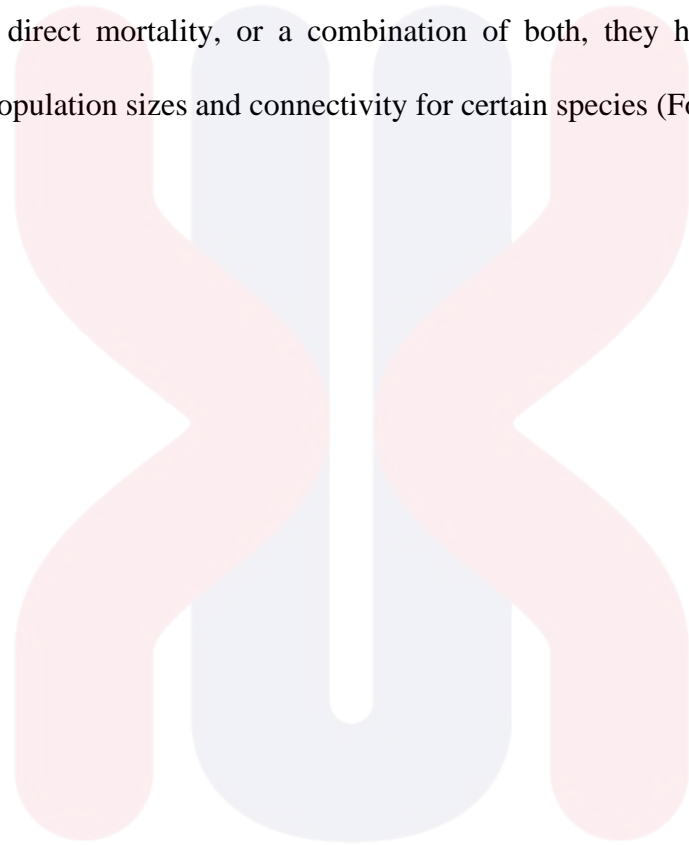 direct mortality, or a combination of both, they h
opulation sizes and connectivity for certain species (Fo